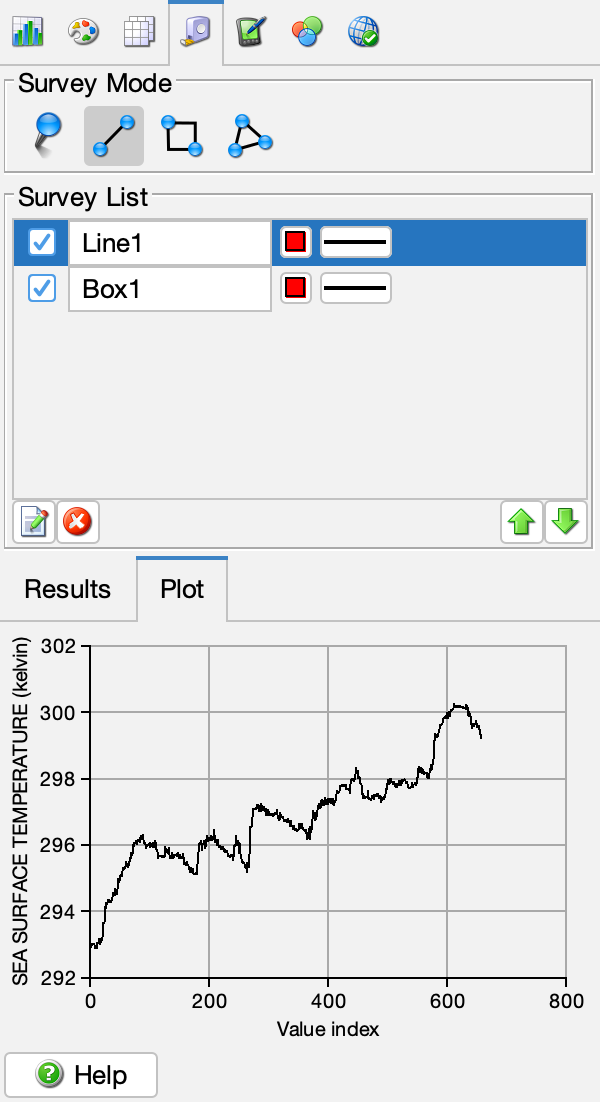 Survey Mode
Survey List
Line1
Box1
Results Plot
SEA SURFACE TEMPERATURE (kelvin)
302
300
298
296
294
292
0 200 400 600 800
Value index
Help